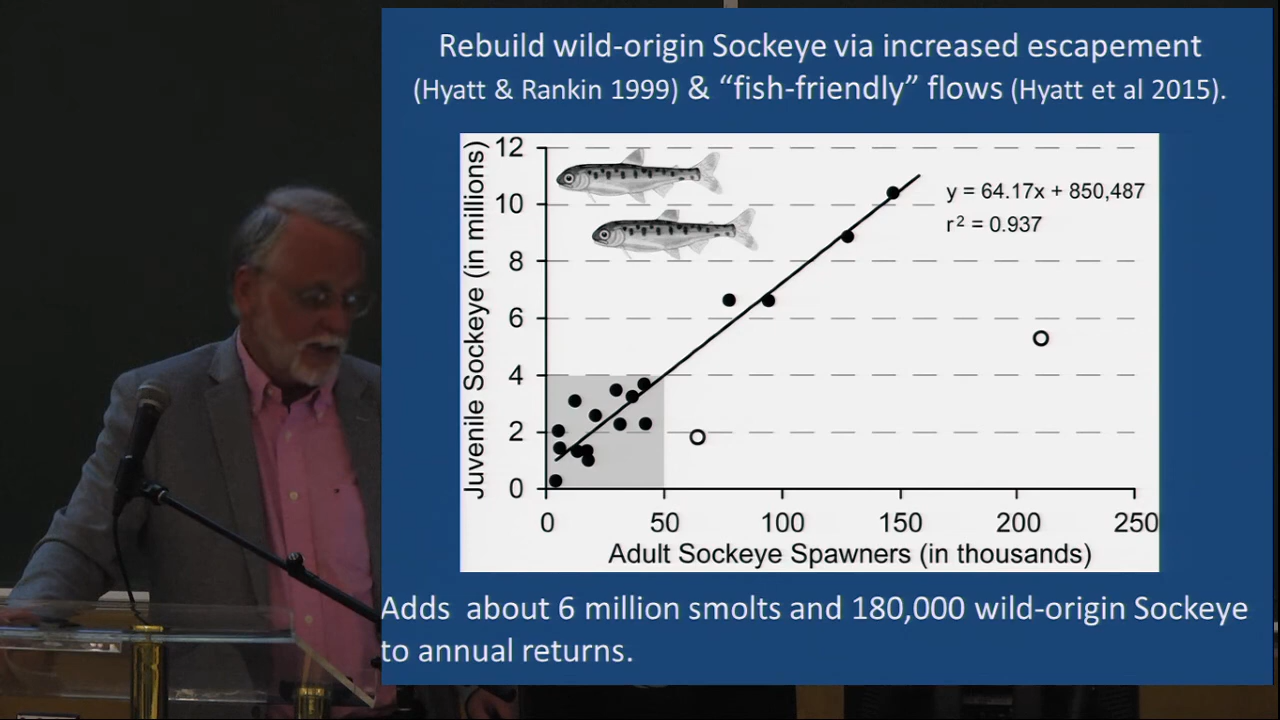 Rebuild wild-origin Sockeye via increased escapement
(Hyatt & Rankin 1999) & “fish-friendly” flows (Hyatt et al 2015).
Juvenile Sockeye (in millions)
12
10
8
6
4
2
0
y = 64.17x + 850,487
r² = 0.937
0 50 100 150 200 250
Adult Sockeye Spawners (in thousands)
Adds about 6 million smolts and 180,000 wild-origin Sockeye
to annual returns.